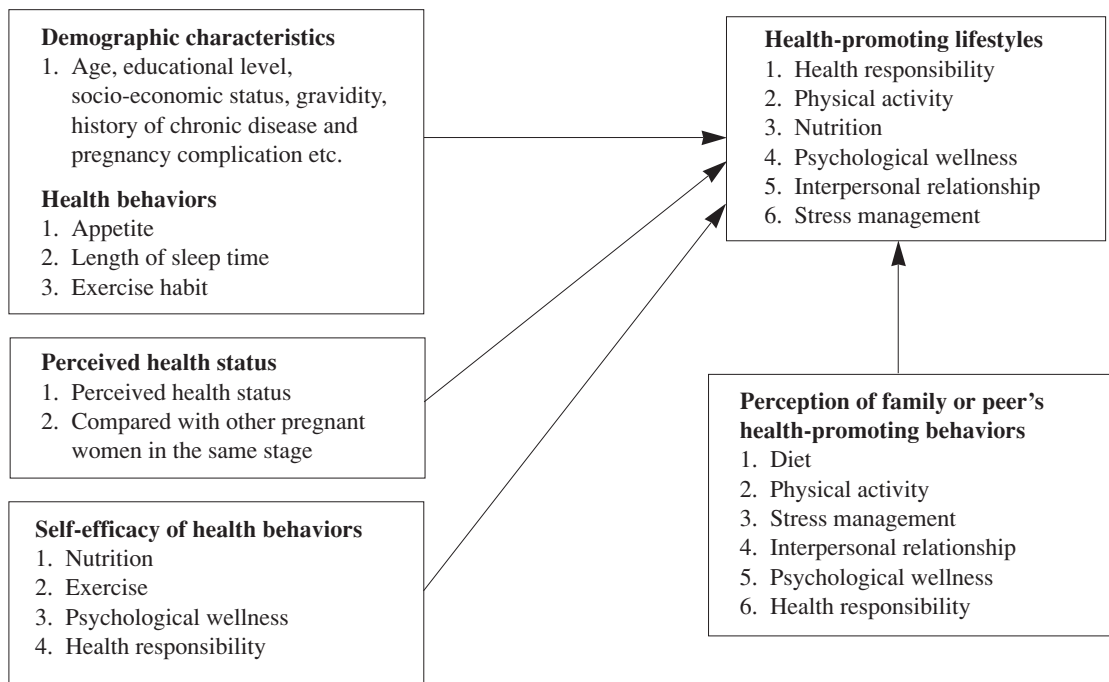 Demographic characteristics
1. Age, educational level,
socio-economic status, gravidity,
history of chronic disease and
pregnancy complication etc.
Health behaviors
1. Appetite
2. Length of sleep time
3. Exercise habit
Perceived health status
1. Perceived health status
2. Compared with other pregnant
women in the same stage
Self-efficacy of health behaviors
1. Nutrition
2. Exercise
3. Psychological wellness
4. Health responsibility
Health-promoting lifestyles
1. Health responsibility
2. Physical activity
3. Nutrition
4. Psychological wellness
5. Interpersonal relationship
6. Stress management
Perception of family or peer’s
health-promoting behaviors
1. Diet
2. Physical activity
3. Stress management
4. Interpersonal relationship
5. Psychological wellness
6. Health responsibility